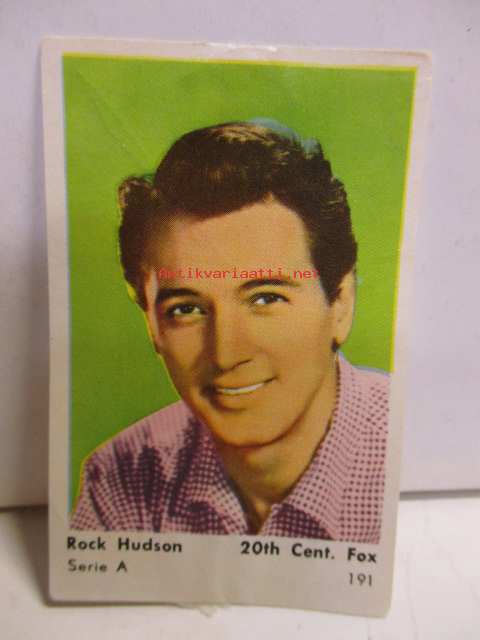 Antikvariaatti.net
Rock Hudson 20th Cent. Fox
Serie A 191